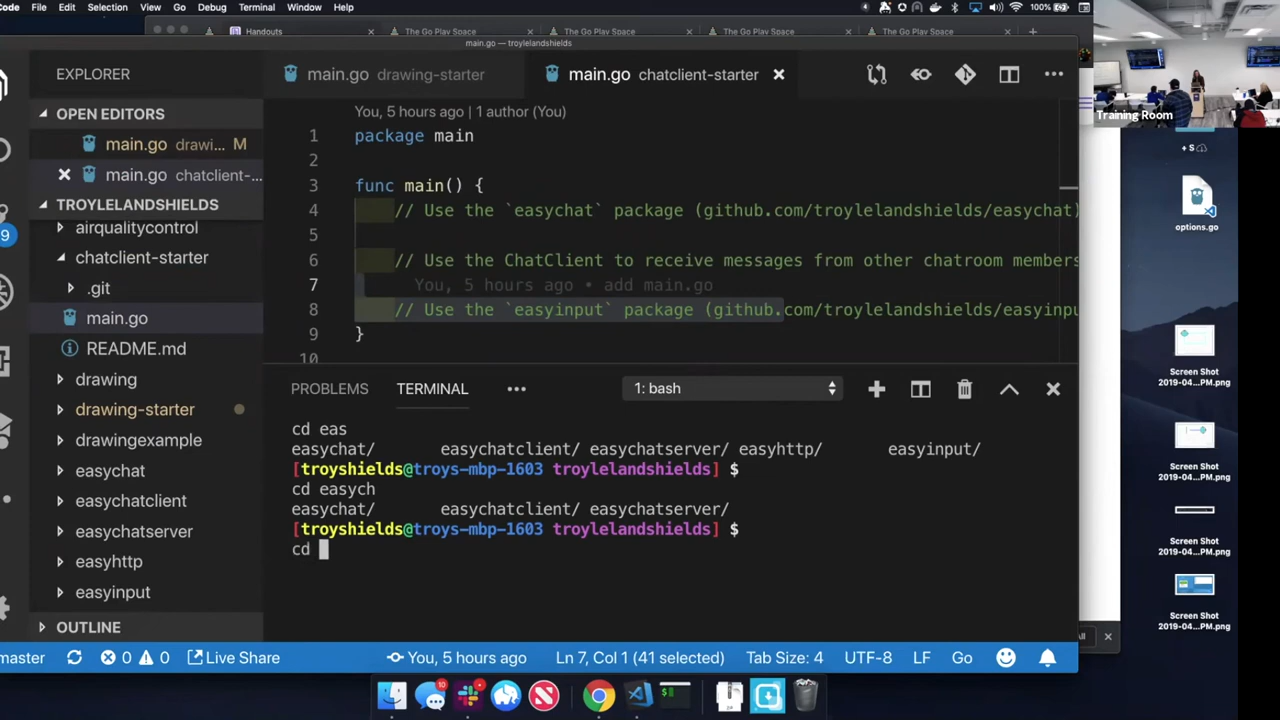 Code File Edit Selection View Go Debug Terminal Window Help 100%
Handouts The Go Play Space The Go Play Space The Go Play Space The Go Play Space
main.go — troylelandshields
EXPLORER
main.go drawing-starter
main.go chatclient-starter
OPEN EDITORS
main.go drawi... M
main.go chatclient-...
TROYLELANDSHIELDS
airqualitycontrol
chatclient-starter
.git
main.go
README.md
drawing
drawing-starter
drawingexample
easychat
easychatclient
easychatserver
easyhttp
easyinput
OUTLINE
You, 5 hours ago | 1 author (You)
1 package main
2
3 func main() {
4 // Use the `easychat` package (github.com/troylelandshields/easychat)
5
6 // Use the ChatClient to receive messages from other chatroom members
7 You, 5 hours ago • add main.go
8 // Use the `easyinput` package (github.com/troylelandshields/easyinpu
9 }
10
PROBLEMS TERMINAL ••• 1: bash
cd eas
easychat/ easychatclient/ easychatserver/ easyhttp/ easyinput/
[troyshields@troys-mbp-1603 troylelandshields] $
cd easych
easychat/ easychatclient/ easychatserver/
[troyshields@troys-mbp-1603 troylelandshields] $
cd
master 0 0 Live Share You, 5 hours ago Ln 7, Col 1 (41 selected) Tab Size: 4 UTF-8 LF Go
9
10
Training Room
+ S
options.go
Screen Shot
2019-04...PM.png
Screen Shot
2019-04...PM.png
Screen Shot
2019-04...PM.png
Screen Shot
2019-04...PM.png